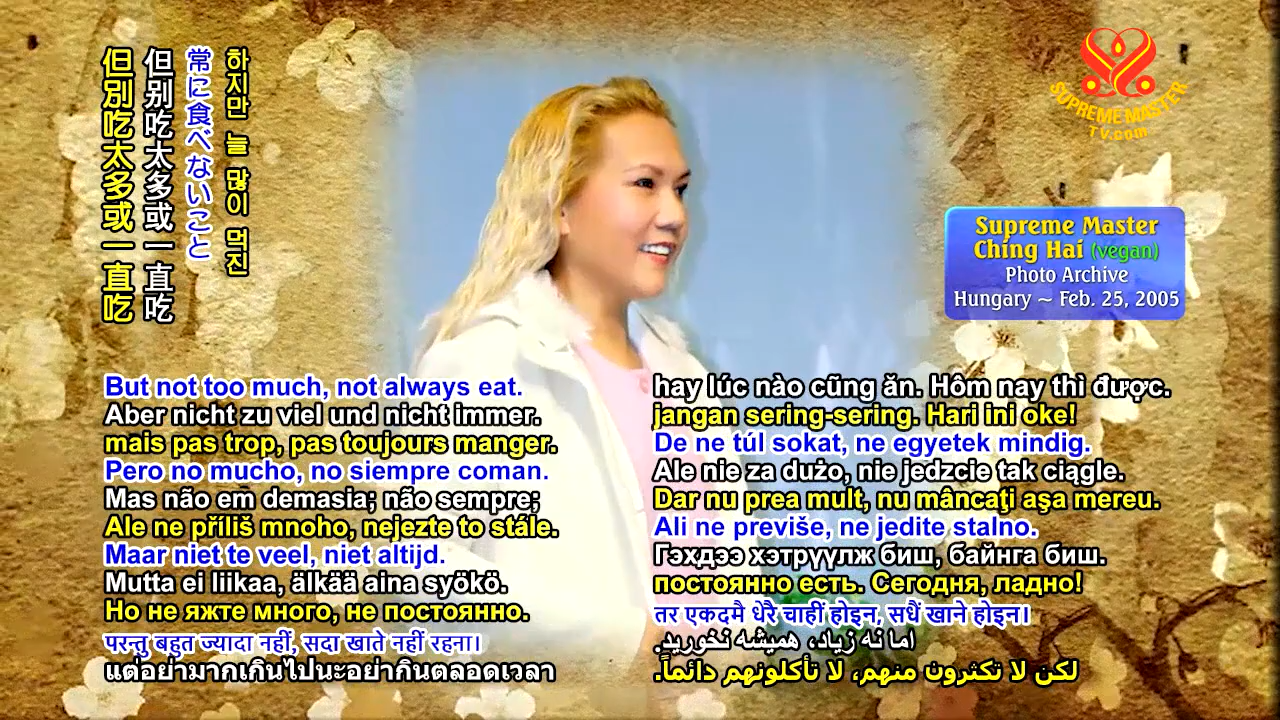 但別吃太多或一直吃
但别吃太多或一直吃
常に食べないこと
하지만 늘 많이 먹진
SUPREME MASTER
TV.com
Supreme Master
Ching Hai (vegan)
Photo Archive
Hungary ~ Feb. 25, 2005
But not too much, not always eat.
Aber nicht zu viel und nicht immer.
mais pas trop, pas toujours manger.
Pero no mucho, no siempre coman.
Mas não em demasia; não sempre;
Ale ne příliš mnoho, nejezte to stále.
Maar niet te veel, niet altijd.
Mutta ei liikaa, älkää aina syökö.
Но не яжте много, не постоянно.
परन्तु बहुत ज्यादा नहीं, सदा खाते नहीं रहना।
แต่อย่ามากเกินไปนะอย่ากินตลอดเวลา
hay lúc nào cũng ăn. Hôm nay thì được.
jangan sering-sering. Hari ini oke!
De ne túl sokat, ne egyetek mindig.
Ale nie za dużo, nie jedzcie tak ciągle.
Dar nu prea mult, nu mâncaţi aşa mereu.
Ali ne previše, ne jedite stalno.
Гэхдээ хэтрүүлж биш, байнга биш.
постоянно есть. Сегодня, ладно!
तर एकदमै धेरै चाहीं होइन, सधैं खाने होइन।
اما نه زیاد، همیشه نخورید.
لكن لا تكثرون منهم، لا تأكلونهم دائماً.